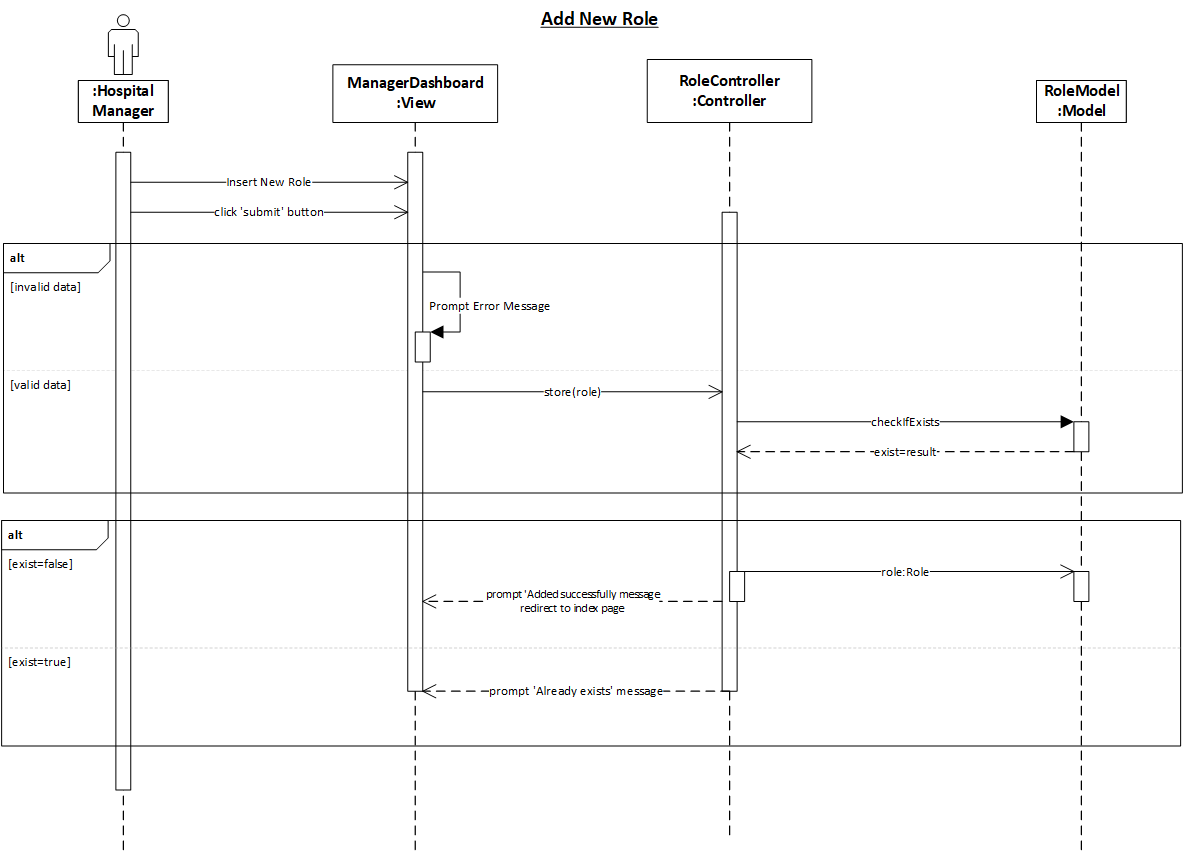 Add New Role
:Hospital
Manager
ManagerDashboard
:View
RoleController
:Controller
RoleModel
:Model
Insert New Role
click 'submit' button
alt
[invalid data]
Prompt Error Message
[valid data]
store(role)
checkIfExists
exist=result
alt
[exist=false]
role:Role
prompt 'Added successfully message
redirect to index page
[exist=true]
prompt 'Already exists' message